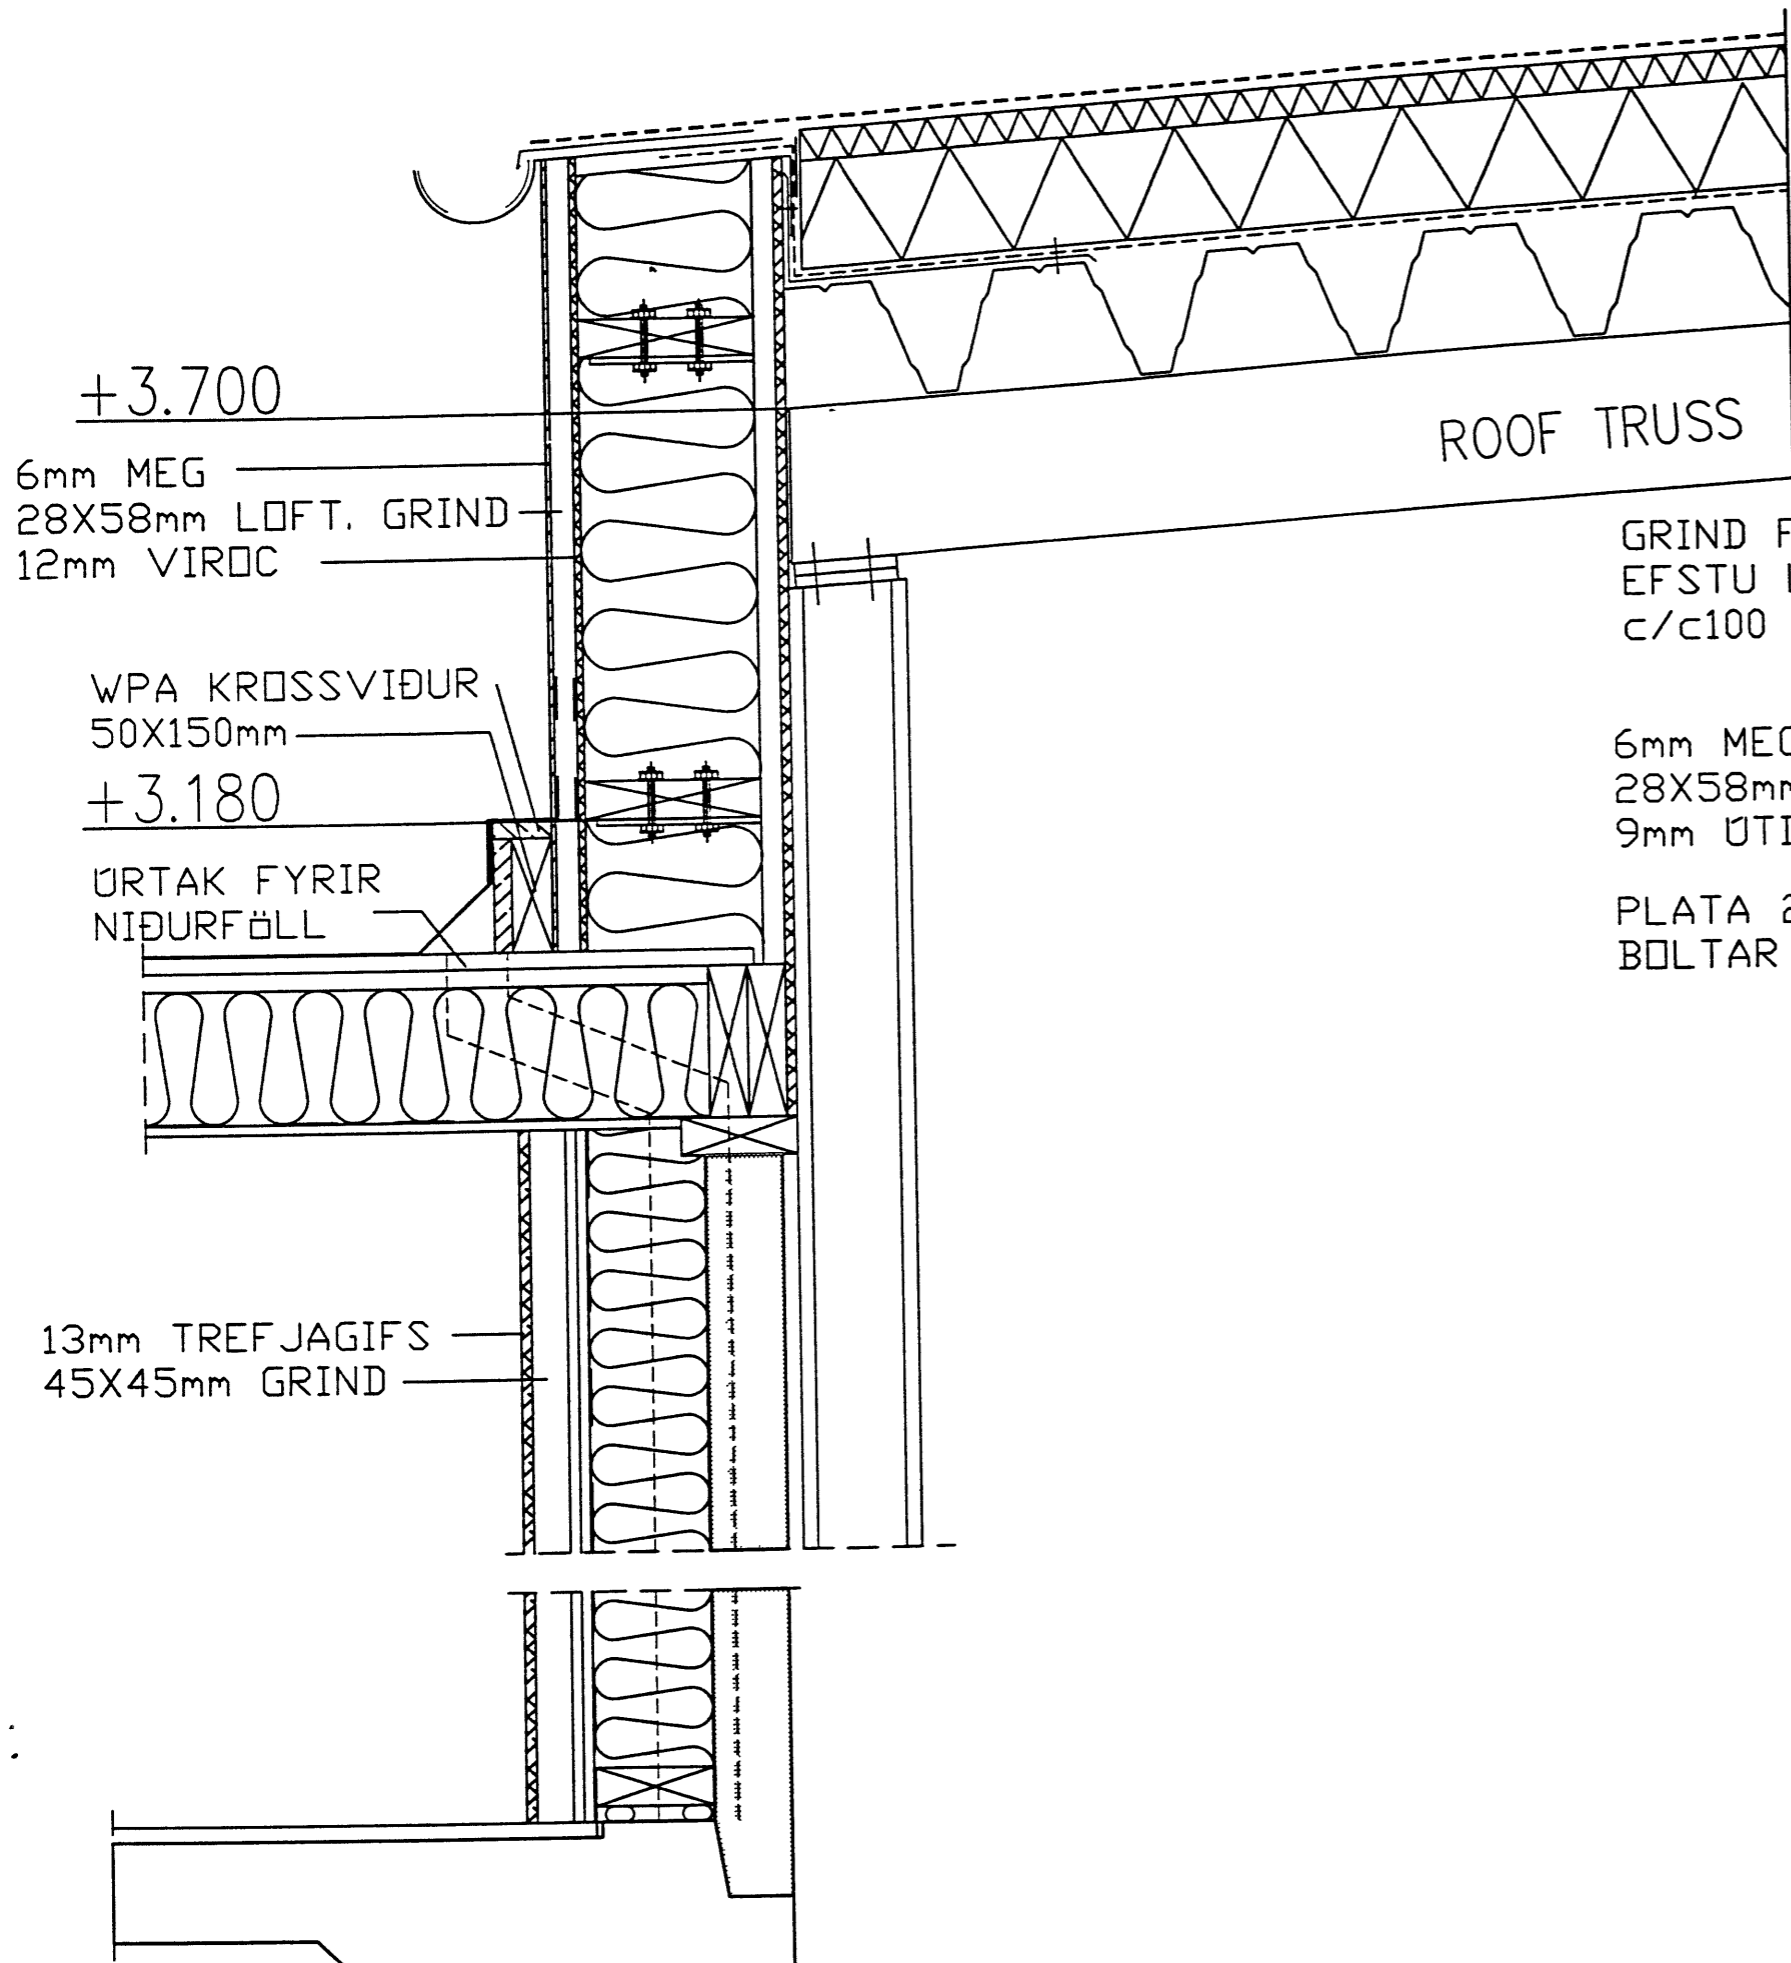 +3.700
6mm MEG
28X58mm LOFT. GRIND
12mm VIROC
WPA KROSSVIÐUR
50X150mm
+3.180
ÚRTAK FYRIR
NIÐURFÖLL
13mm TREFJAGIFS
45X45mm GRIND
ROOF TRUSS
GRIND
EFSTU
c/c100
6mm
28X58mm
9mm
PLATA
BOLTAR